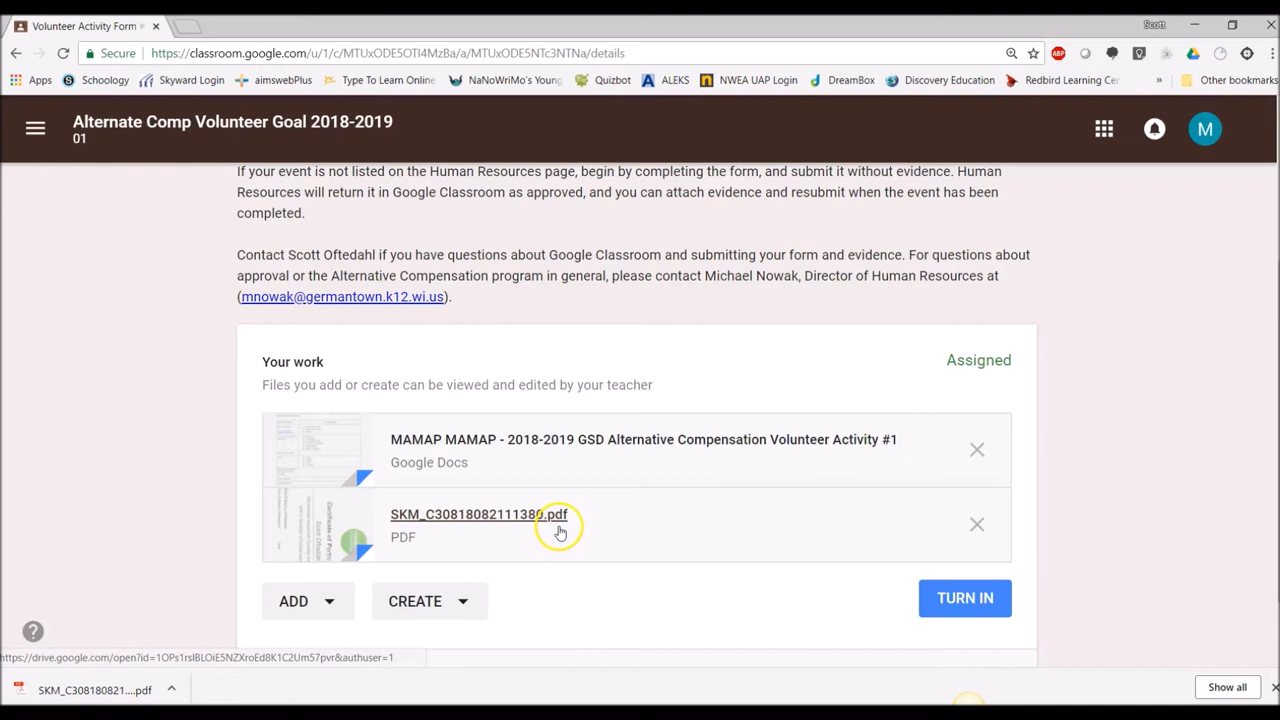 Volunteer Activity Form
Scott
Secure
https://classroom.google.com/u/1/c/MTUxODE5OTI4MzBa/a/MTUxODE5NTc3NTNa/details
Apps
Schoology
Skyward Login
aimswebPlus
Type To Learn Online
NaNoWriMo's Young
Quizbot
ALEKS
NWEA UAP Login
DreamBox
Discovery Education
Redbird Learning Ce
»
Other bookmarks
Alternate Comp Volunteer Goal 2018-2019
01
M
If your event is not listed on the Human Resources page, begin by completing the form, and submit it without evidence. Human
Resources will return it in Google Classroom as approved, and you can attach evidence and resubmit when the event has been
completed.
Contact Scott Oftedahl if you have questions about Google Classroom and submitting your form and evidence. For questions about
approval or the Alternative Compensation program in general, please contact Michael Nowak, Director of Human Resources at
(mnowak@germantown.k12.wi.us).
Your work
Assigned
Files you add or create can be viewed and edited by your teacher
MAMAP MAMAP - 2018-2019 GSD Alternative Compensation Volunteer Activity #1
Google Docs
SKM_C30818082111380.pdf
PDF
ADD
CREATE
TURN IN
?
https://drive.google.com/open?id=1OPs1rsIBLOiE5NZXroEd8K1C2Um57pvr&authuser=1
SKM_C308180821....pdf
Show all